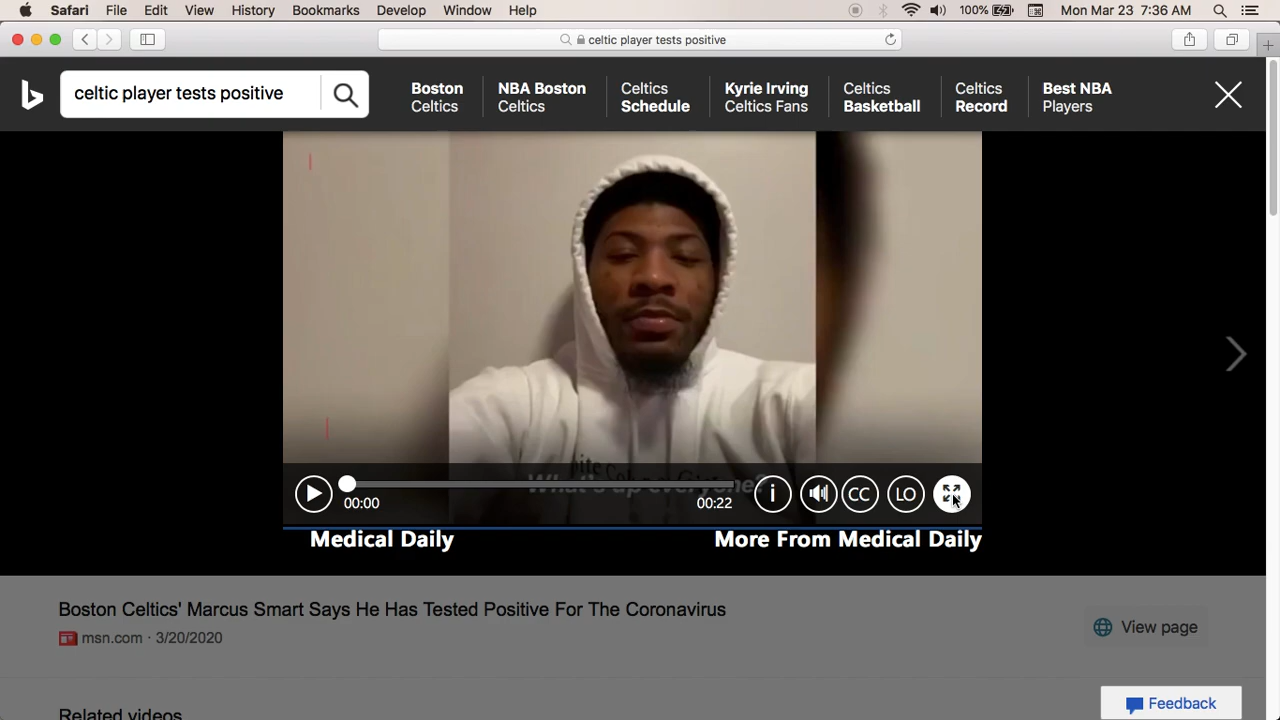 Safari File Edit View History Bookmarks Develop Window Help 100% Mon Mar 23 7:36 AM
celtic player tests positive
celtic player tests positive
Boston Celtics
NBA Boston Celtics
Celtics Schedule
Kyrie Irving Celtics Fans
Celtics Basketball
Celtics Record
Best NBA Players
What's up everyone?
00:00
00:22
i
CC
LO
Medical Daily
More From Medical Daily
Boston Celtics' Marcus Smart Says He Has Tested Positive For The Coronavirus
msn.com · 3/20/2020
View page
Related videos
Feedback